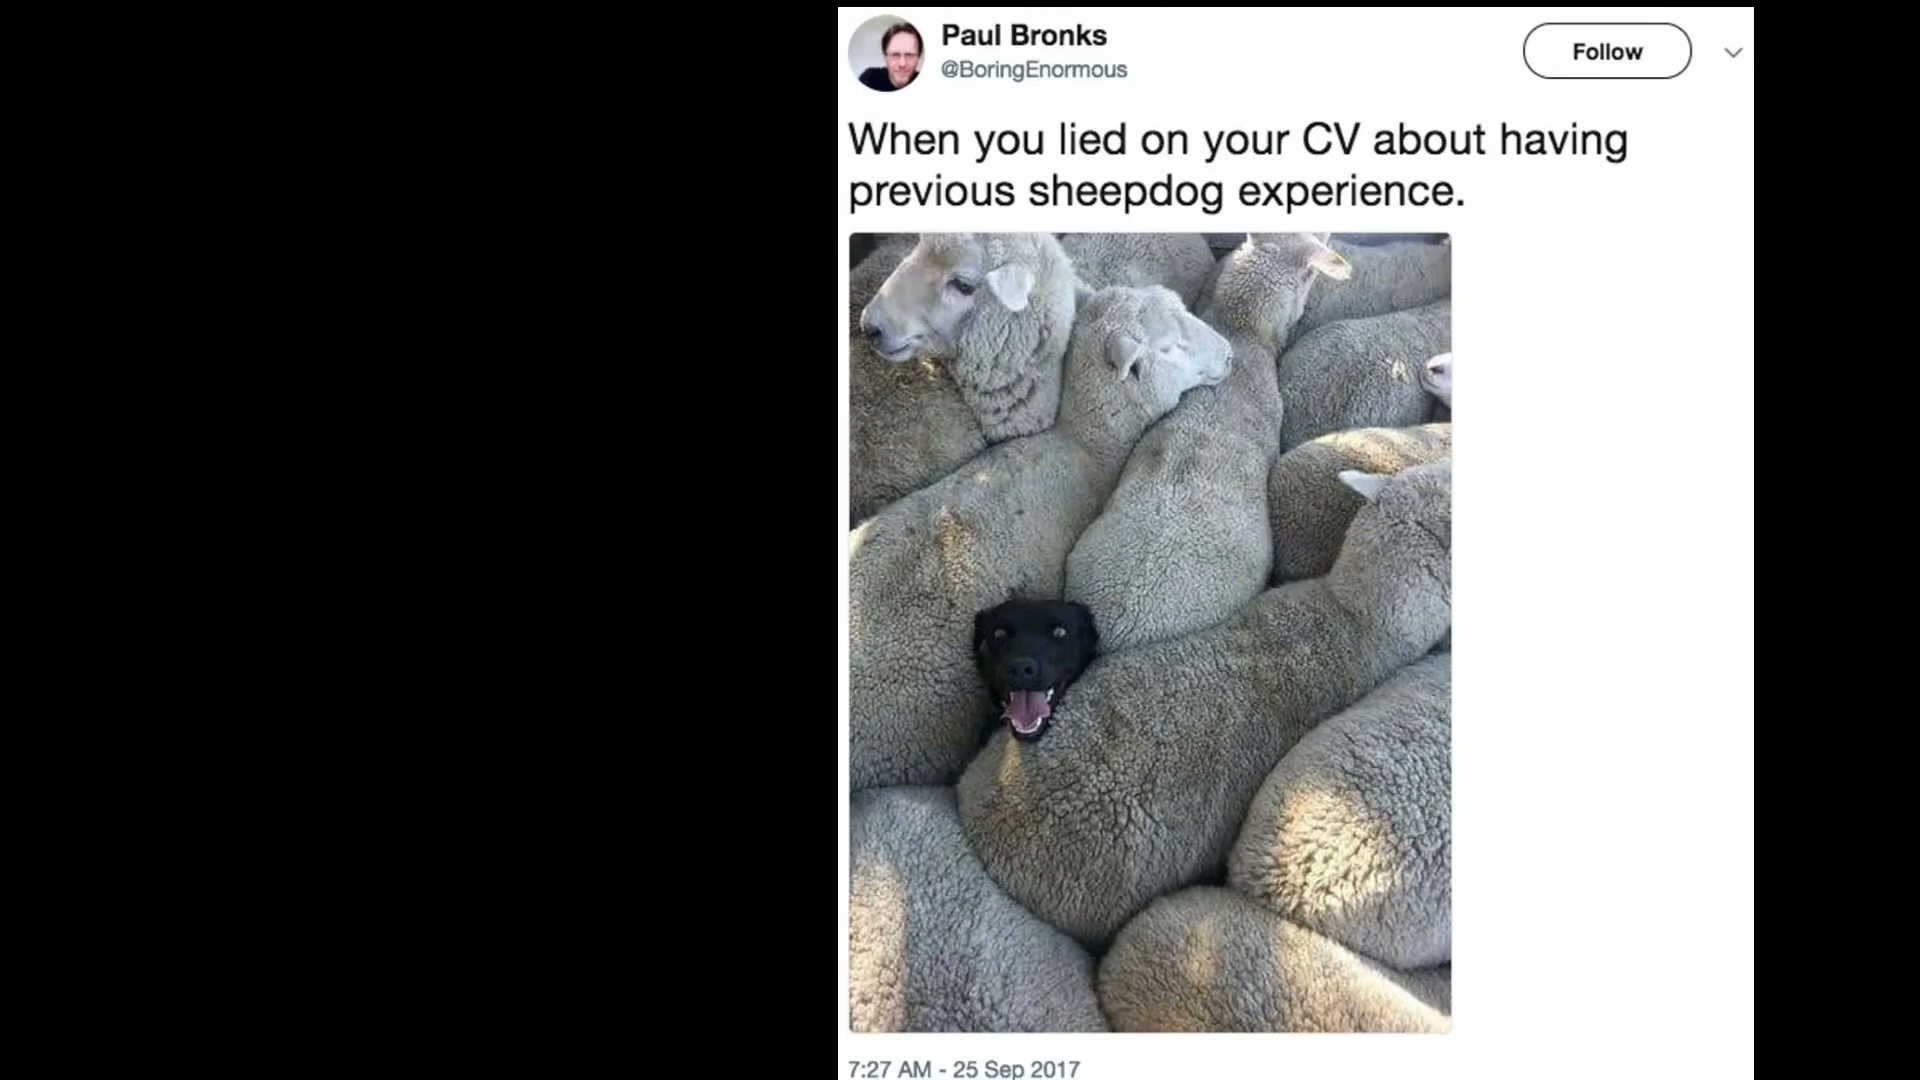 Paul Bronks
@BoringEnormous
Follow
When you lied on your CV about having
previous sheepdog experience.
7:27 AM - 25 Sep 2017